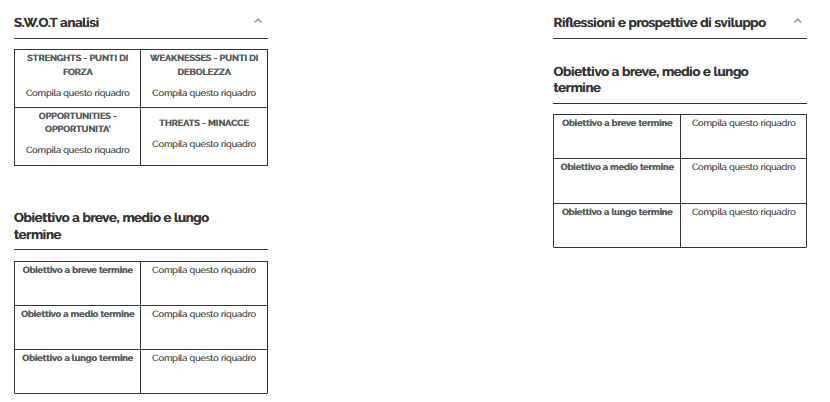 S.W.O.T analisi
STRENGHTS - PUNTI DI
FORZA
Compila questo riquadro
WEAKNESSES - PUNTI DI
DEBOLEZZA
Compila questo riquadro
OPPORTUNITIES -
OPPORTUNITA'
Compila questo riquadro
THREATS - MINACCE
Compila questo riquadro
Obiettivo a breve, medio e lungo
termine
Obiettivo a breve termine
Compila questo riquadro
Obiettivo a medio termine
Compila questo riquadro
Obiettivo a lungo termine
Compila questo riquadro
Riflessioni e prospettive di sviluppo
Obiettivo a breve, medio e lungo
termine
Obiettivo a breve termine
Compila questo riquadro
Obiettivo a medio termine
Compila questo riquadro
Obiettivo a lungo termine
Compila questo riquadro